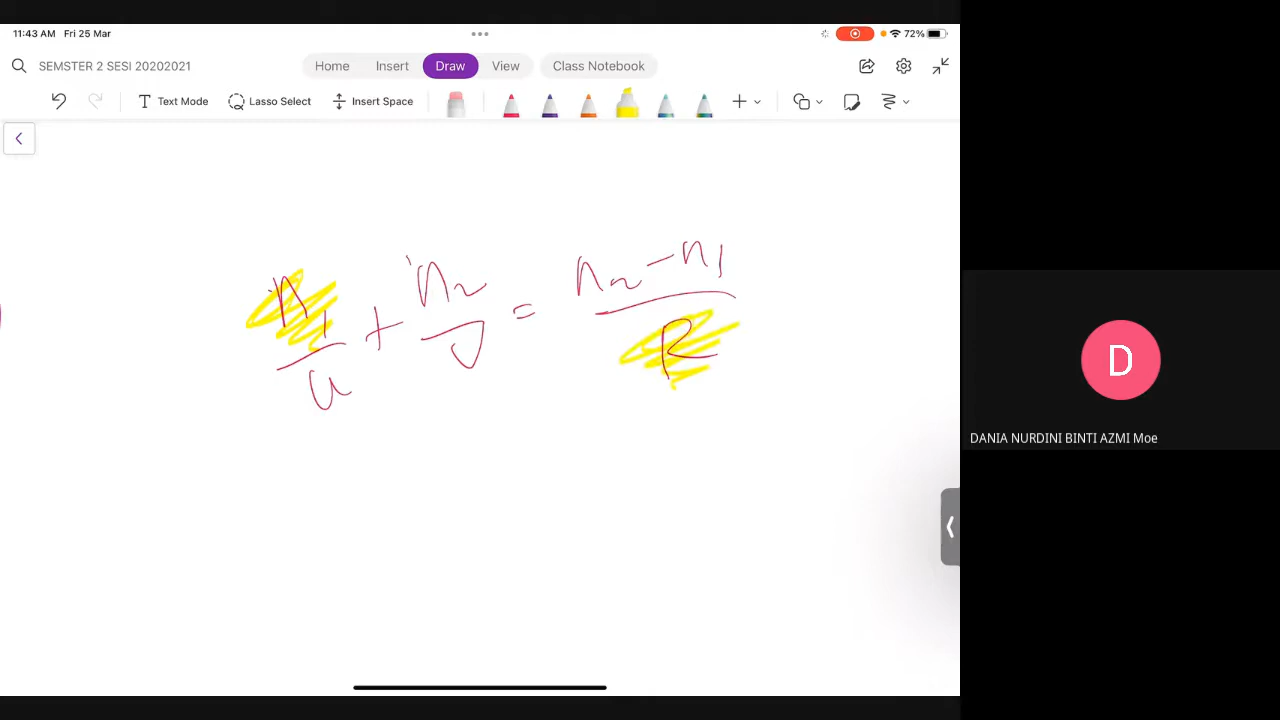 11:43 AM Fri 25 Mar
72%
SEMSTER 2 SESI 20202021
Home Insert Draw View Class Notebook
Text Mode Lasso Select Insert Space
n₁/u + n₂/v = n₂ - n₁/R
D
DANIA NURDINI BINTI AZMI Moe